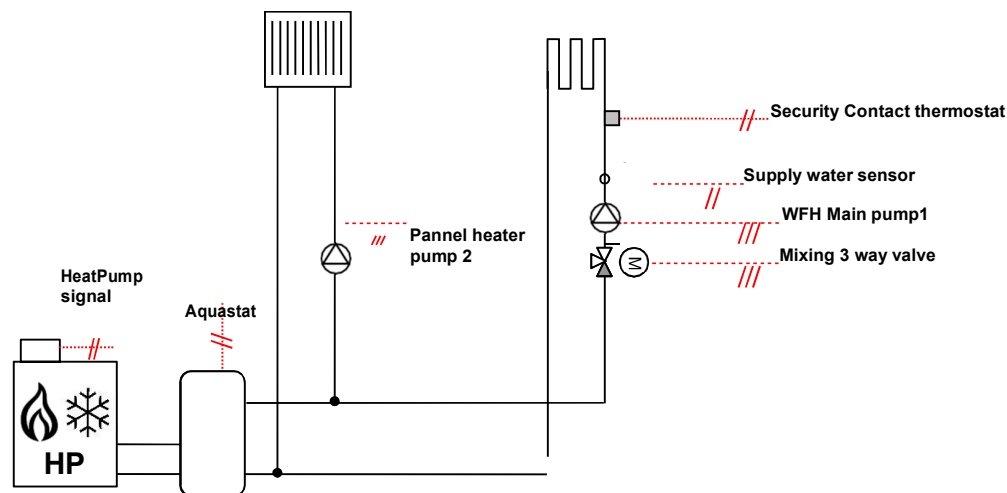 Security Contact thermostat
Supply water sensor
WFH Main pump1
Pannel heater
pump 2
Mixing 3 way valve
M
HeatPump
signal
Aquastat
HP